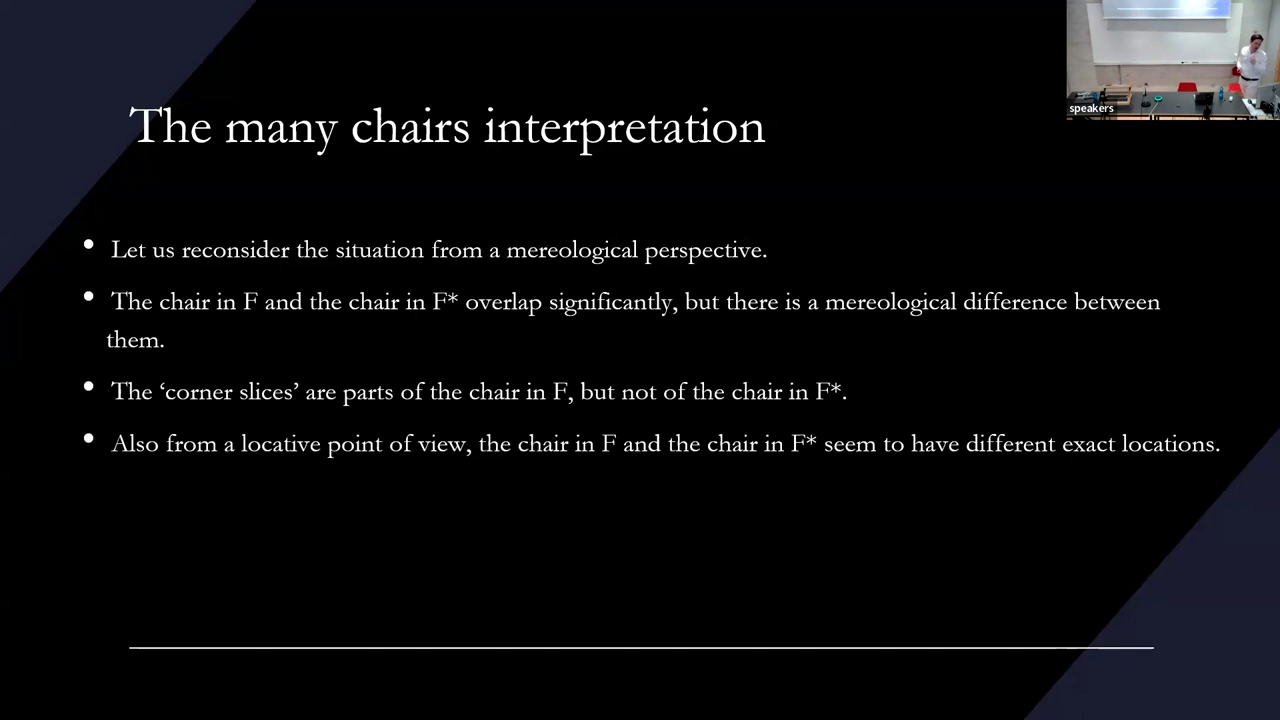 The many chairs interpretation
speakers
• Let us reconsider the situation from a mereological perspective.
• The chair in F and the chair in F* overlap significantly, but there is a mereological difference between
them.
• The ‘corner slices’ are parts of the chair in F, but not of the chair in F*.
• Also from a locative point of view, the chair in F and the chair in F* seem to have different exact locations.